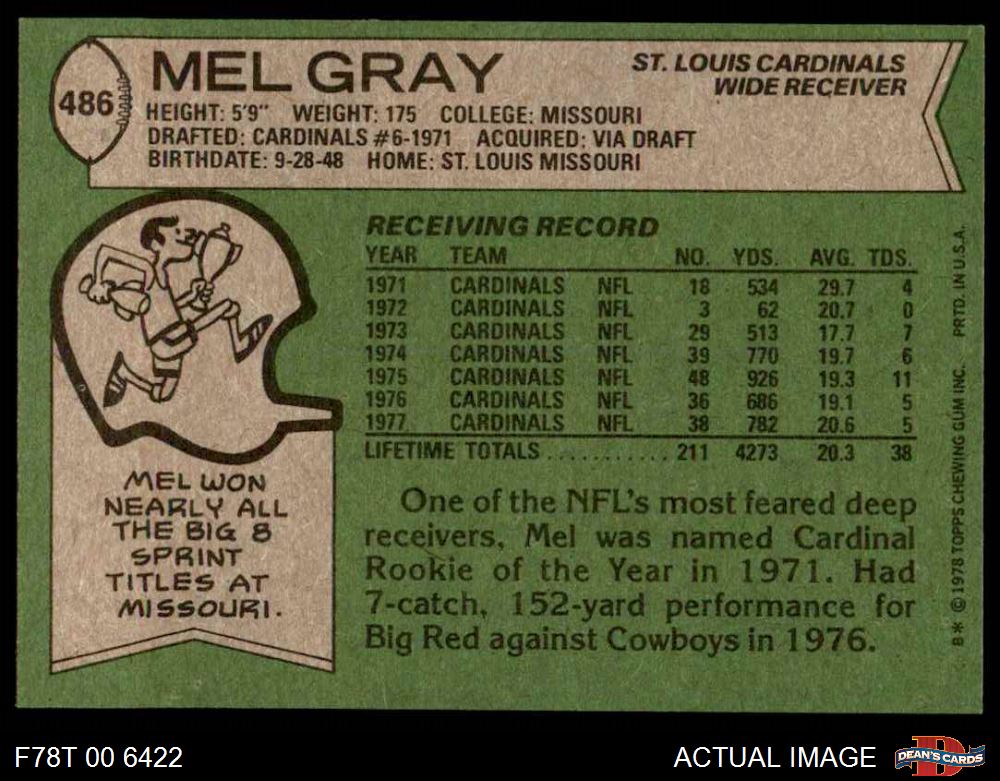 486
MEL GRAY
ST. LOUIS CARDINALS
WIDE RECEIVER
HEIGHT: 5'9" WEIGHT: 175 COLLEGE: MISSOURI
DRAFTED: CARDINALS #6-1971 ACQUIRED: VIA DRAFT
BIRTHDATE: 9-28-48 HOME: ST. LOUIS MISSOURI
RECEIVING RECORD
YEAR TEAM NO. YDS. AVG. TDS.
1971 CARDINALS NFL 18 534 29.7 4
1972 CARDINALS NFL 3 62 20.7 0
1973 CARDINALS NFL 29 513 17.7 7
1974 CARDINALS NFL 39 770 19.7 6
1975 CARDINALS NFL 48 926 19.3 11
1976 CARDINALS NFL 36 686 19.1 5
1977 CARDINALS NFL 38 782 20.6 5
LIFETIME TOTALS ........... 211 4273 20.3 38
MEL WON
NEARLY ALL
THE BIG 8
SPRINT
TITLES AT
MISSOURI.
One of the NFL's most feared deep
receivers, Mel was named Cardinal
Rookie of the Year in 1971. Had
7-catch, 152-yard performance for
Big Red against Cowboys in 1976.
8* © 1978 TOPPS CHEWING GUM INC. PRTD. IN U.S.A.
F78T 00 6422
ACTUAL IMAGE
D
DEAN'S CARDS